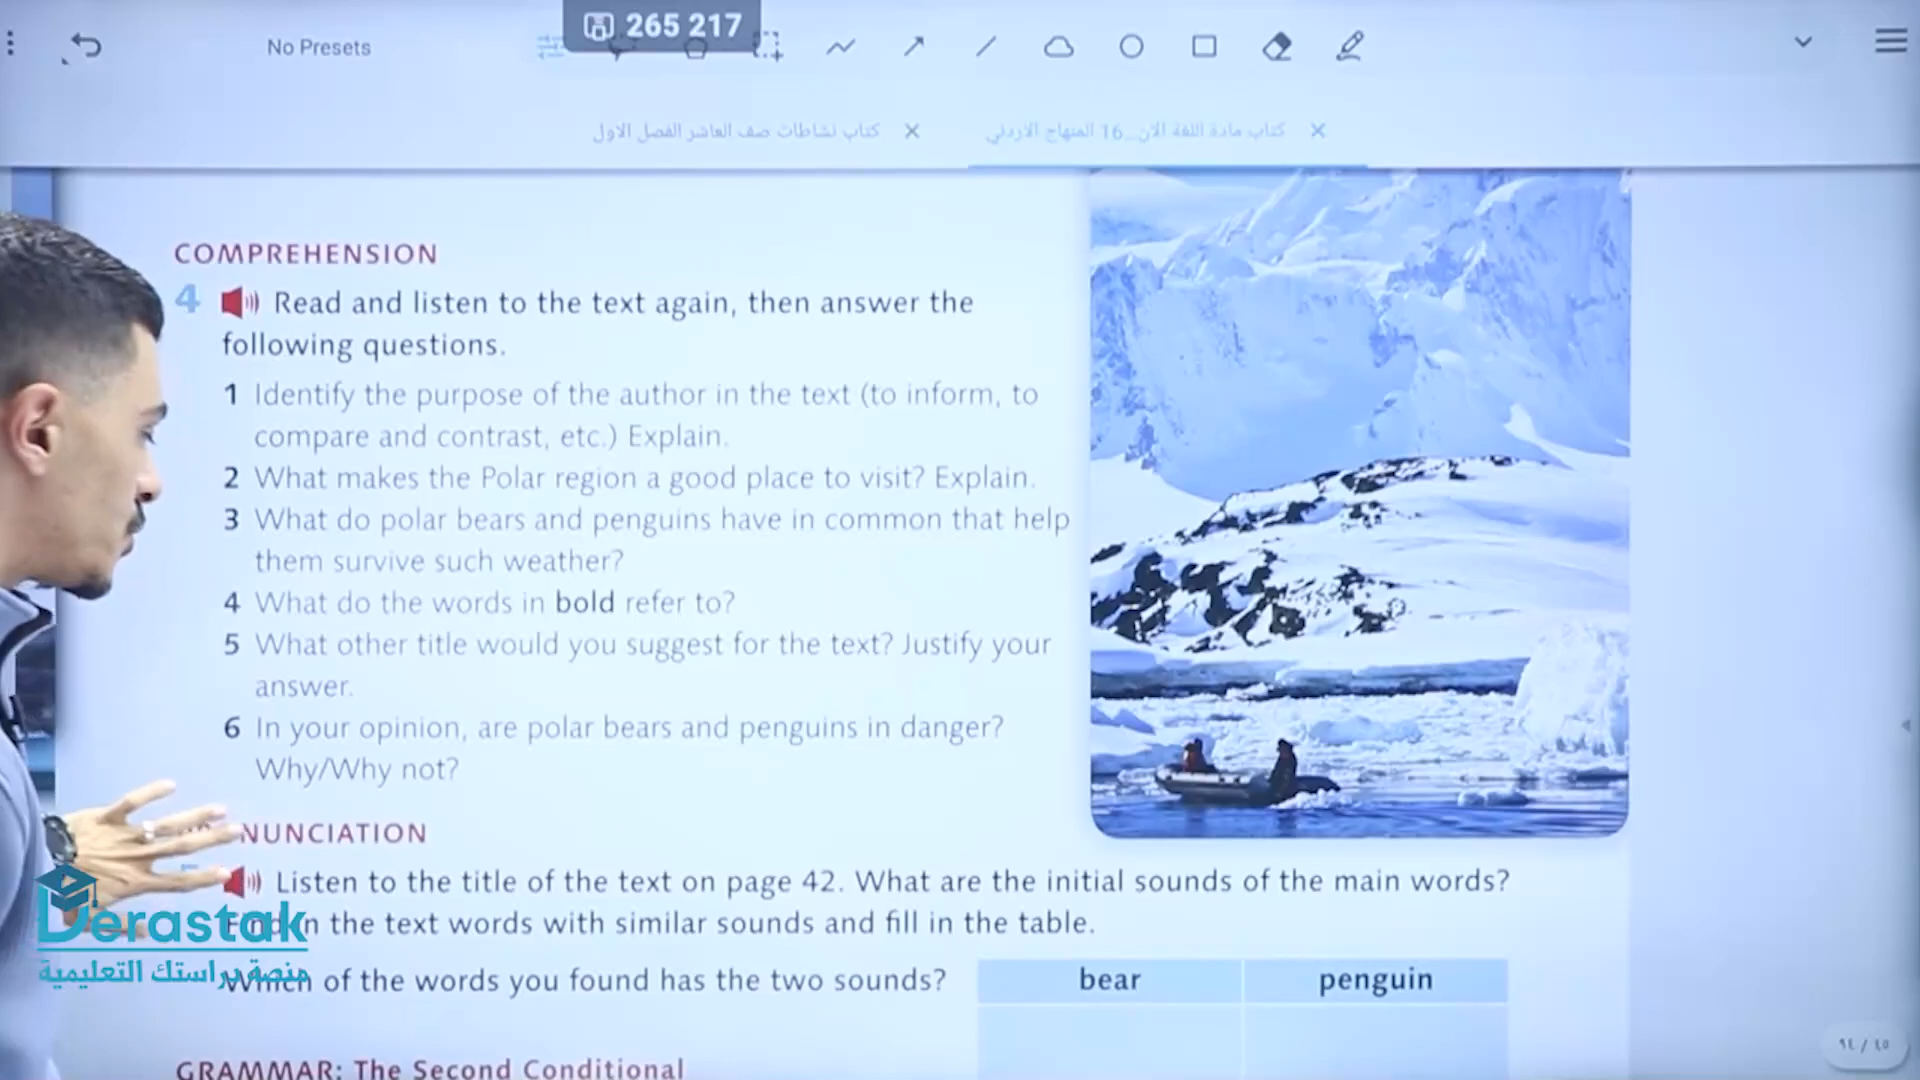 265 217
No Presets
كتاب نشاطات صف العاشر الفصل الاول
كتاب مادة اللغة الان_16 المنهاج الاردني
COMPREHENSION
4 Read and listen to the text again, then answer the
following questions.
1 Identify the purpose of the author in the text (to inform, to
compare and contrast, etc.) Explain.
2 What makes the Polar region a good place to visit? Explain.
3 What do polar bears and penguins have in common that help
them survive such weather?
4 What do the words in bold refer to?
5 What other title would you suggest for the text? Justify your
answer.
6 In your opinion, are polar bears and penguins in danger?
Why/Why not?
NUNCIATION
Listen to the title of the text on page 42. What are the initial sounds of the main words?
Find in the text words with similar sounds and fill in the table.
Which of the words you found has the two sounds?
bear penguin
GRAMMAR: The Second Conditional
Derastak
منصة دراستك التعليمية
٩٤ / ٤٥